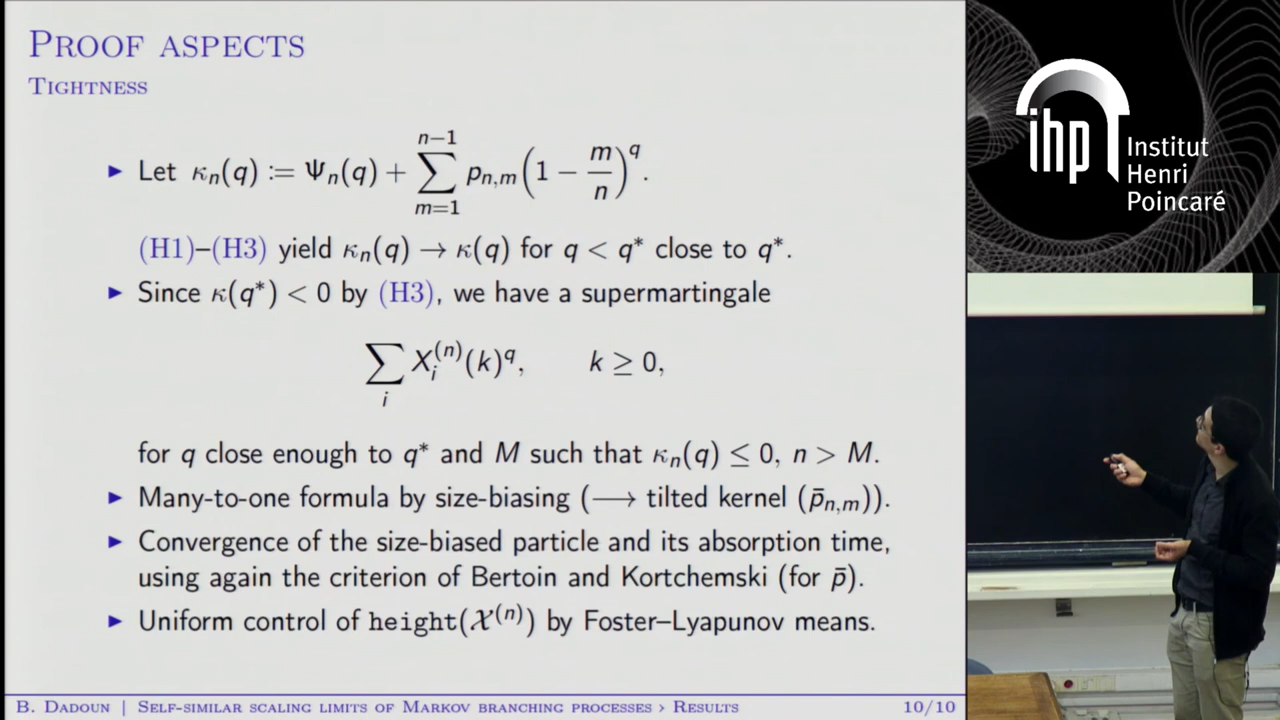 PROOF ASPECTS
TIGHTNESS
▶ Let κ_n(q) := Ψ_n(q) + ∑_{m=1}^{n−1} p_{n,m}(1 − m/n)^q.
(H1)–(H3) yield κ_n(q) → κ(q) for q < q* close to q*.
▶ Since κ(q*) < 0 by (H3), we have a supermartingale
∑_i X_i^{(n)}(k)^q, k ≥ 0,
for q close enough to q* and M such that κ_n(q) ≤ 0, n > M.
▶ Many-to-one formula by size-biasing (⟶ tilted kernel (p̄_{n,m})).
▶ Convergence of the size-biased particle and its absorption time,
using again the criterion of Bertoin and Kortchemski (for p̄).
▶ Uniform control of height(𝒳^{(n)}) by Foster–Lyapunov means.
B. DADOUN | SELF-SIMILAR SCALING LIMITS OF MARKOV BRANCHING PROCESSES › RESULTS 10/10
ihp
Institut
Henri
Poincaré